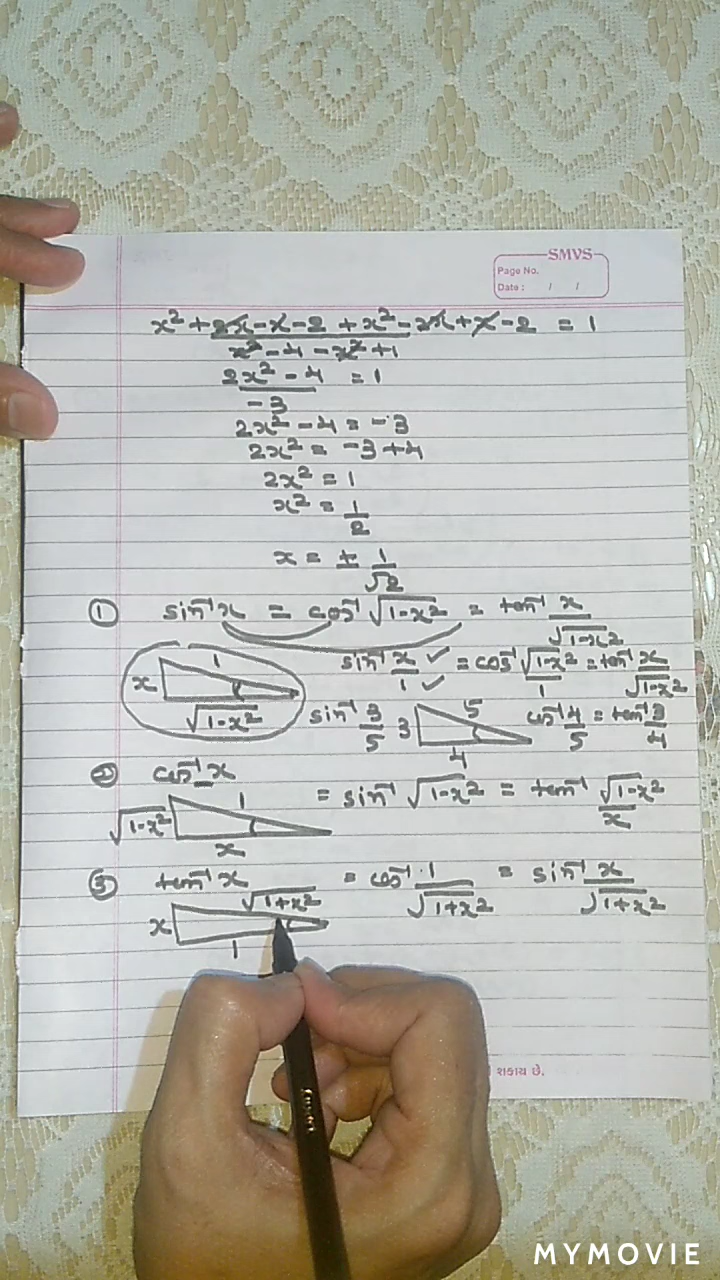 SMVS
Page No.
Date : / /
x² + 2x - x - 2 + x² - 2x + x - 2 = 1
x² - 4 - x² + 1
2x² - 4 = 1
-3
2x² - 4 = -3
2x² = -3 + 4
2x² = 1
x² = 1/2
x = ± 1/√2
① sin⁻¹ x = cos⁻¹ √1-x² = tan⁻¹ x/√1-x²
x 1 √1-x²
sin⁻¹ x/1 ✓ ✓ = cos⁻¹ √1-x²/1 = tan⁻¹ x/√1-x²
sin⁻¹ 3/5 3 5 4 cos⁻¹ 4/5 = tan⁻¹ 3/4
② cos⁻¹ x = sin⁻¹ √1-x² = tan⁻¹ √1-x²/x
√1-x² 1 x
③ tan⁻¹ x = cos⁻¹ 1/√1+x² = sin⁻¹ x/√1+x²
x √1+x² 1
શકાય છે.
MYMOVIE